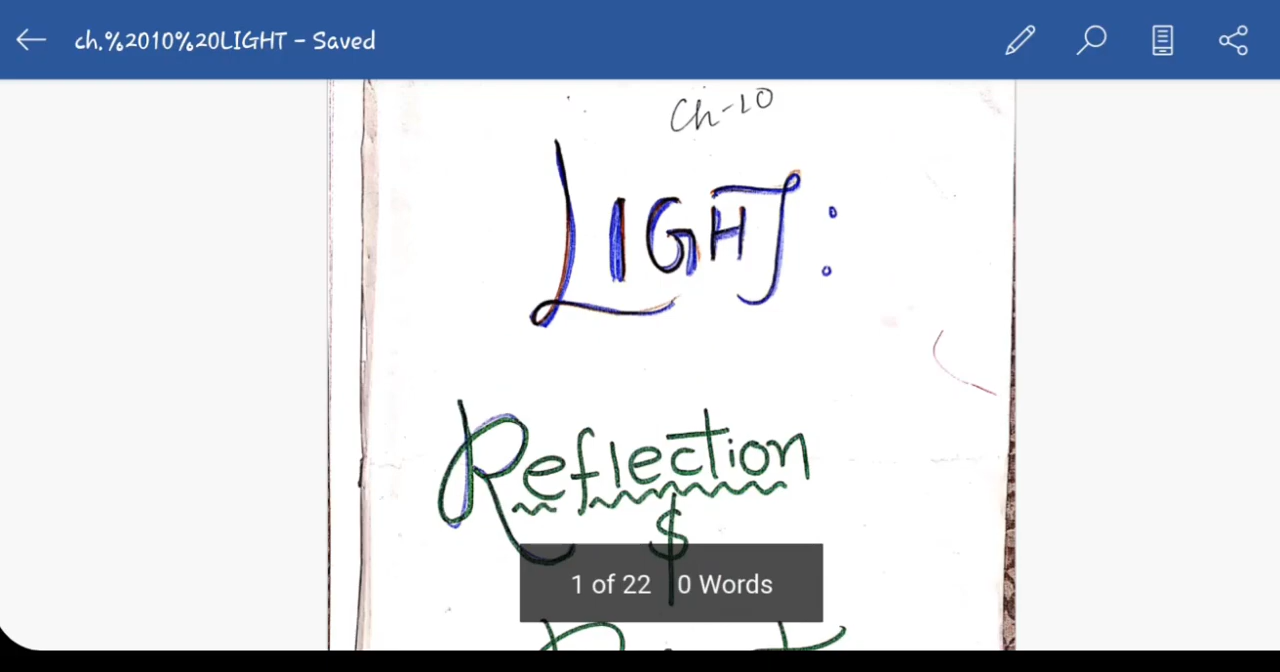 ch.%2010%20LIGHT – Saved
Ch-10
LIGHT:
Reflection
$
1 of 22 0 Words